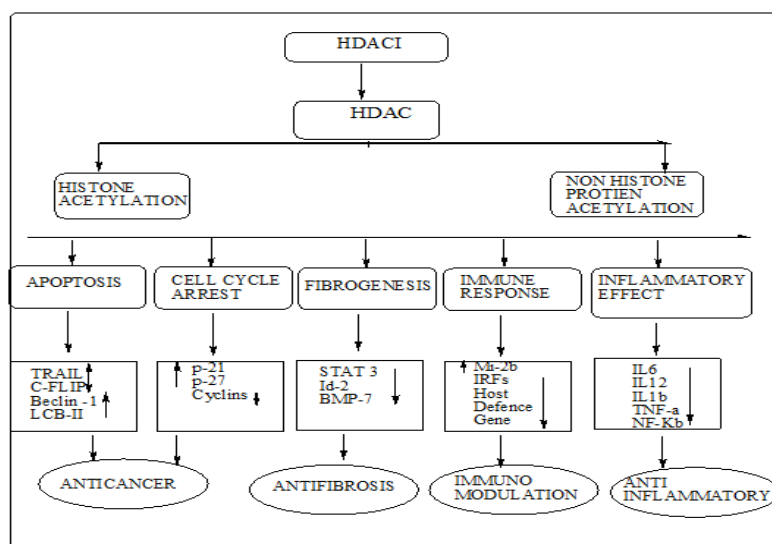 HDACI
HDAC
HISTONE
ACETYLATION
NON HISTONE
PROTIEN
ACETYLATION
APOPTOSIS
CELL CYCLE
ARREST
FIBROGENESIS
IMMUNE
RESPONSE
INFLAMMATORY
EFFECT
TRAIL
C-FLIP
Beclin -1
LCB-II
p-21
p-27
Cyclins
STAT 3
Id-2
BMP-7
Mi-2b
IRFs
Host
Defence
Gene
IL6
IL12
IL1b
TNF-a
NF-Kb
ANTICANCER
ANTIFIBROSIS
IMMUNO
MODULATION
ANTI
INFLAMMATORY